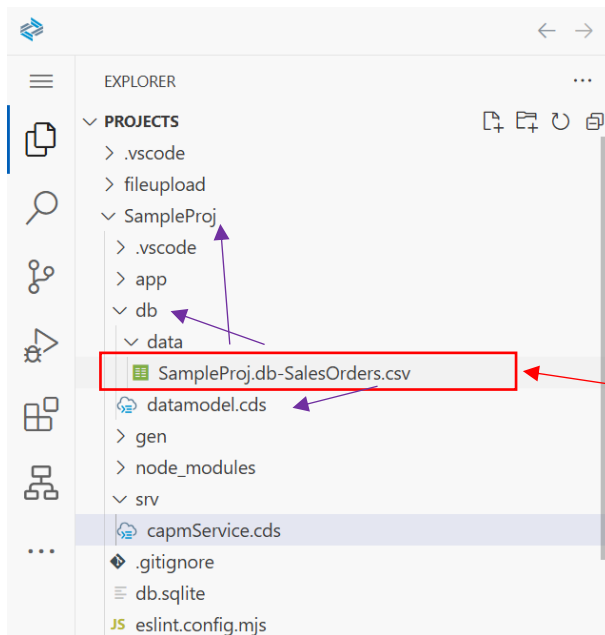 EXPLORER
PROJECTS
.vscode
fileupload
SampleProj
.vscode
app
db
data
SampleProj.db-SalesOrders.csv
datamodel.cds
gen
node_modules
srv
capmService.cds
.gitignore
db.sqlite
JS eslint.config.mjs